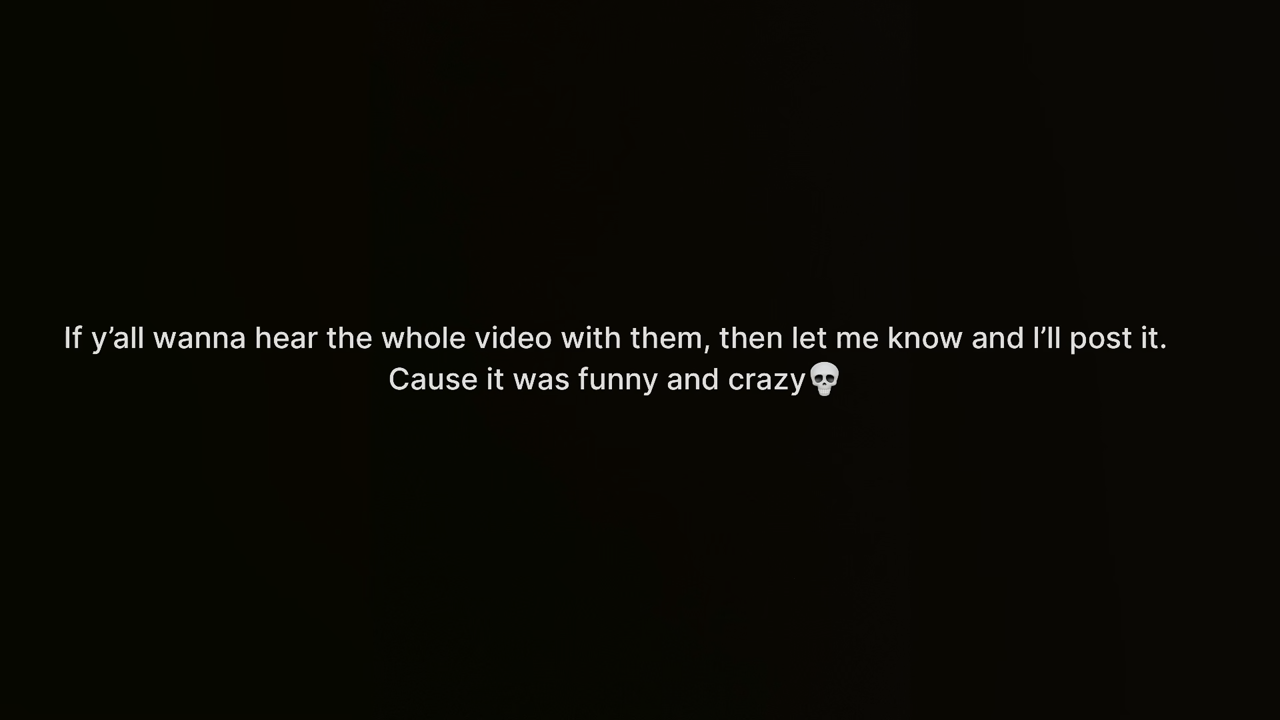 If y’all wanna hear the whole video with them, then let me know and I’ll post it.
Cause it was funny and crazy💀